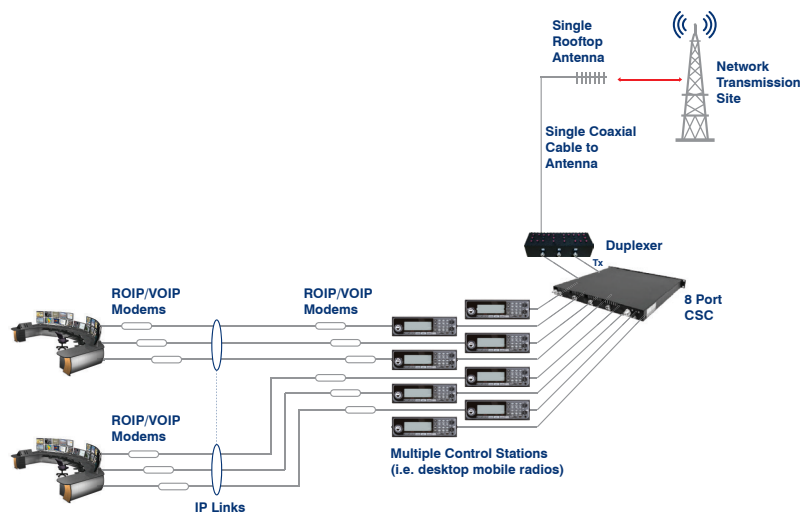 Single
Rooftop
Antenna
Network
Transmission
Site
Single Coaxial
Cable to
Antenna
Duplexer
Tx
8 Port
CSC
ROIP/VOIP
Modems
ROIP/VOIP
Modems
ROIP/VOIP
Modems
Multiple Control Stations
(i.e. desktop mobile radios)
IP Links